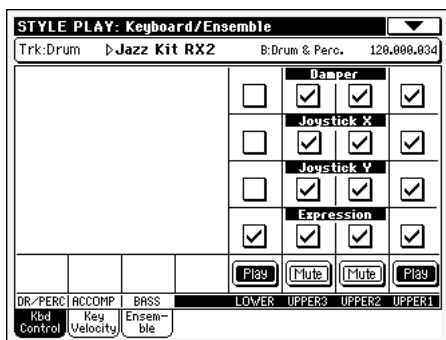 STYLE PLAY: Keyboard/Ensemble
Trk:Drum ▷Jazz Kit RX2 B:Drum & Perc. 120.000.034
Damper
Joystick X
Joystick Y
Expression
Play Mute Mute Play
DR/PERC ACCOMP BASS LOWER UPPER3 UPPER2 UPPER1
Kbd Control Key Velocity Ensem-ble